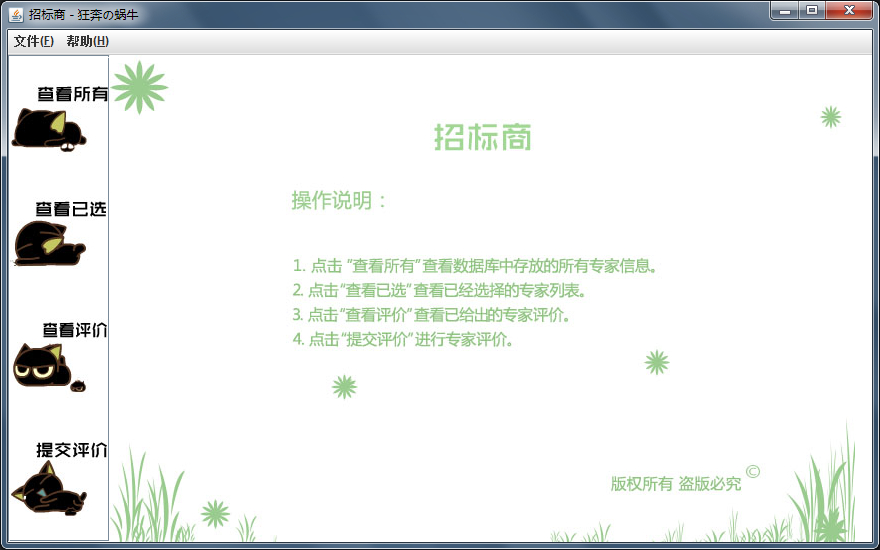 招标商 - 狂奔の蜗牛
文件(F) 帮助(H)
查看所有
查看已选
查看评价
提交评价
招标商
操作说明：
1. 点击 “查看所有”查看数据库中存放的所有专家信息。
2. 点击“查看已选”查看已经选择的专家列表。
3. 点击“查看评价”查看已给出的专家评价。
4. 点击“提交评价”进行专家评价。
版权所有 盗版必究 ©